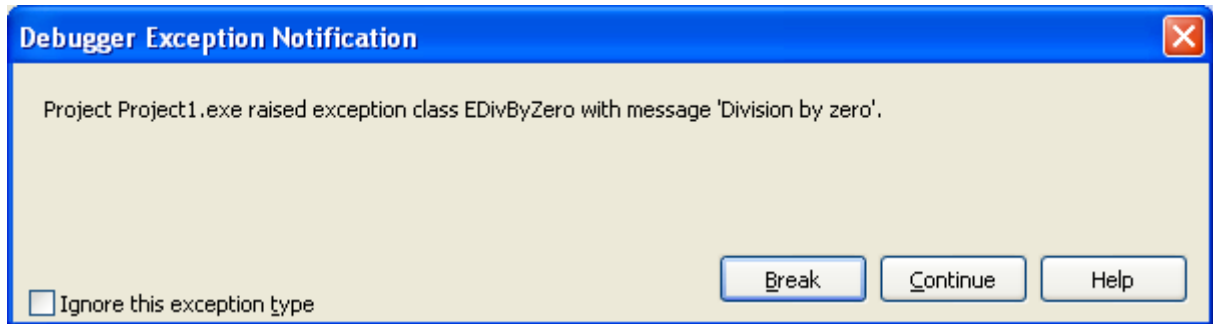 Debugger Exception Notification
Project Project1.exe raised exception class EDivByZero with message 'Division by zero'.
Break Continue Help
Ignore this exception type